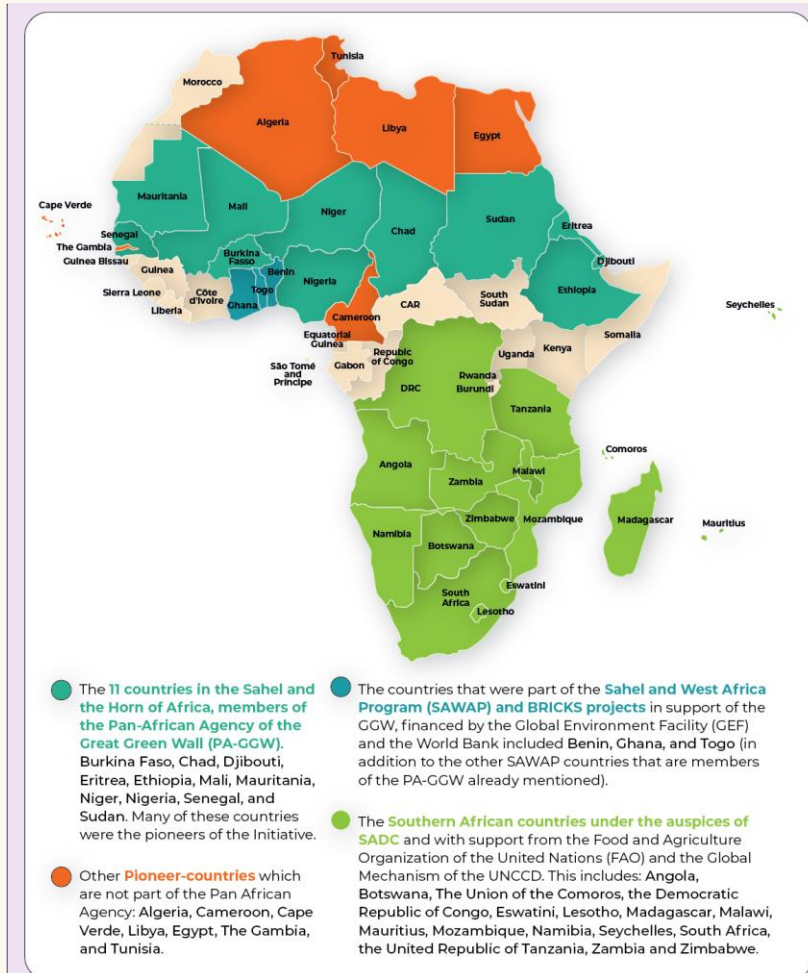 Tunisia
Morocco
Algeria
Libya
Egypt
Mauritania
Mali
Niger
Chad
Sudan
Eritrea
Cape Verde
Senegal
The Gambia
Guinea Bissau
Guinea
Burkina
Fasso
Benin
Djibouti
Sierra Leone
Côte
d'Ivoire
Togo
Ghana
Nigeria
Ethiopia
Liberia
Cameroon
CAR
South
Sudan
Seychelles
Equatorial
Guinea
Republic
of Congo
Uganda
Kenya
Somalia
São Tomé
and
Príncipe
Gabon
DRC
Rwanda
Burundi
Tanzania
Comoros
Angola
Zambia
Malawi
Zimbabwe
Mozambique
Madagascar
Mauritius
Namibia
Botswana
South
Africa
Eswatini
Lesotho
The 11 countries in the Sahel and
the Horn of Africa, members of
the Pan-African Agency of the
Great Green Wall (PA-GGW).
Burkina Faso, Chad, Djibouti,
Eritrea, Ethiopia, Mali, Mauritania,
Niger, Nigeria, Senegal, and
Sudan. Many of these countries
were the pioneers of the Initiative.
Other Pioneer-countries which
are not part of the Pan African
Agency: Algeria, Cameroon, Cape
Verde, Libya, Egypt, The Gambia,
and Tunisia.
The countries that were part of the Sahel and West Africa
Program (SAWAP) and BRICKS projects in support of the
GGW, financed by the Global Environment Facility (GEF)
and the World Bank included Benin, Ghana, and Togo (in
addition to the other SAWAP countries that are members
of the PA-GGW already mentioned).
The Southern African countries under the auspices of
SADC and with support from the Food and Agriculture
Organization of the United Nations (FAO) and the Global
Mechanism of the UNCCD. This includes: Angola,
Botswana, The Union of the Comoros, the Democratic
Republic of Congo, Eswatini, Lesotho, Madagascar, Malawi,
Mauritius, Mozambique, Namibia, Seychelles, South Africa,
the United Republic of Tanzania, Zambia and Zimbabwe.